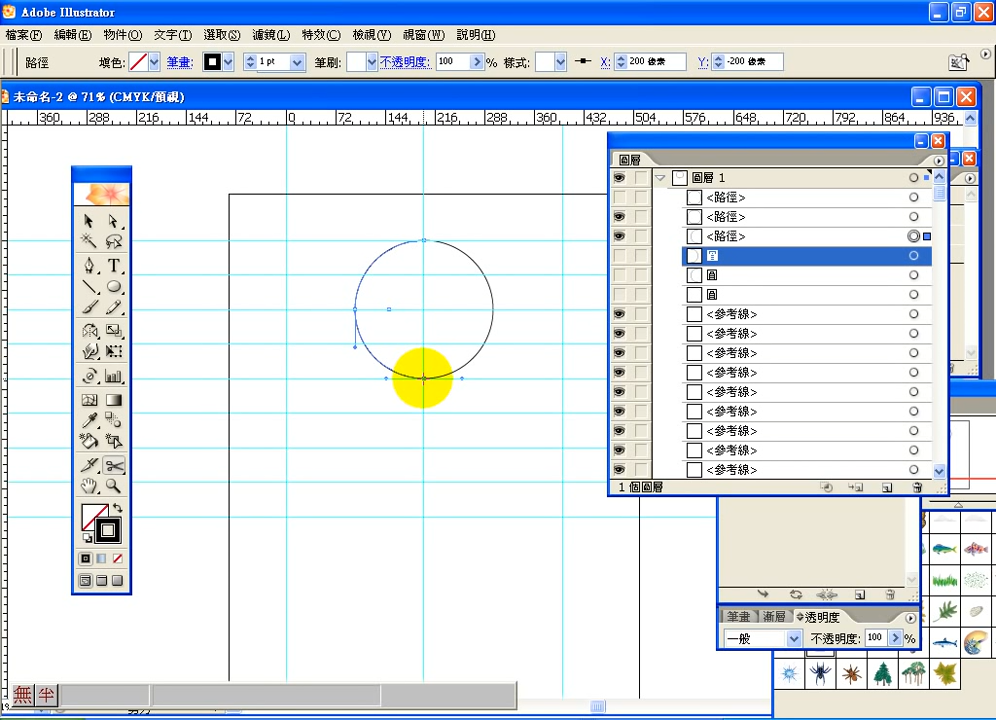 Adobe Illustrator
檔案(F) 編輯(E) 物件(O) 文字(T) 選取(S) 濾鏡(L) 特效(C) 檢視(V) 視窗(W) 說明(H)
路徑 填色: 筆畫: 1 pt 筆刷: 不透明度: 100 % 樣式: X: 200 像素 Y: -200 像素
未命名-2 @ 71% (CMYK/預視)
360 288 216 144 72 0 72 144 216 288 360 432 504 576 648 720 792 864 936
圖層
圖層 1
<路徑>
<路徑>
<路徑>
圓
圓
<參考線>
<參考線>
<參考線>
<參考線>
<參考線>
<參考線>
<參考線>
<參考線>
<參考線>
1 個圖層
筆畫 漸層 透明度
一般 不透明度: 100 %
無 半